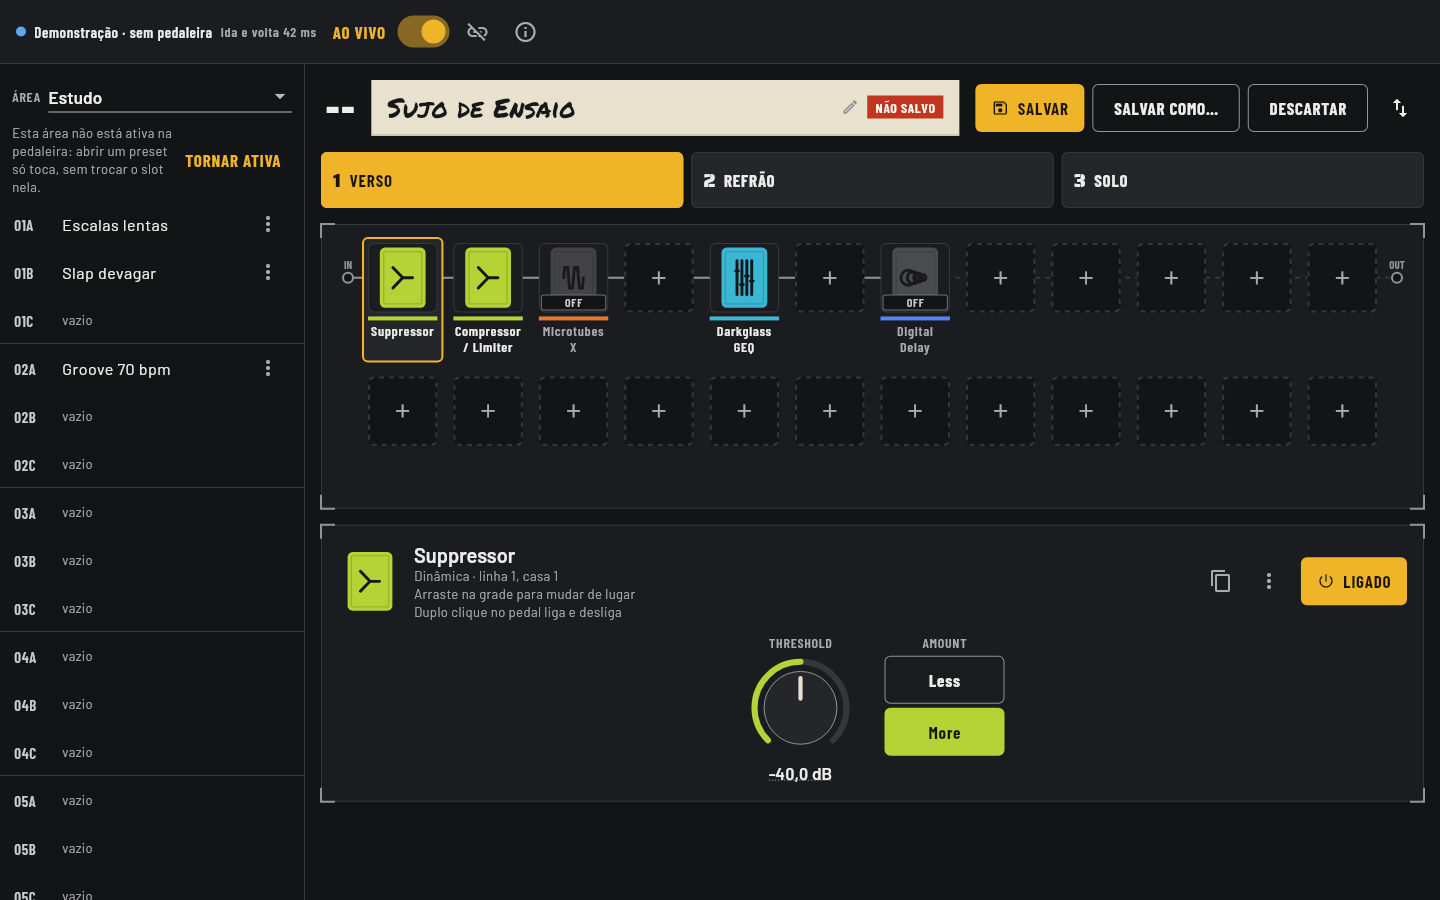 Demonstração · sem pedaleira Ida e volta 42 ms AO VIVO
ÁREA Estudo
Esta área não está ativa na
pedaleira: abrir um preset
só toca, sem trocar o slot
nela.
TORNAR ATIVA
01A Escalas lentas
01B Slap devagar
01C vazio
02A Groove 70 bpm
02B vazio
02C vazio
03A vazio
03B vazio
03C vazio
04A vazio
04B vazio
04C vazio
05A vazio
05B vazio
05C vazio
-- Sujo de Ensaio NÃO SALVO SALVAR SALVAR COMO... DESCARTAR
1 VERSO 2 REFRÃO 3 SOLO
IN OUT
OFF OFF
Suppressor
Compressor
/ Limiter
Microtubes
X
Darkglass
GEQ
Digital
Delay
Suppressor
Dinâmica · linha 1, casa 1
Arraste na grade para mudar de lugar
Duplo clique no pedal liga e desliga
LIGADO
THRESHOLD AMOUNT
Less
More
-40,0 dB